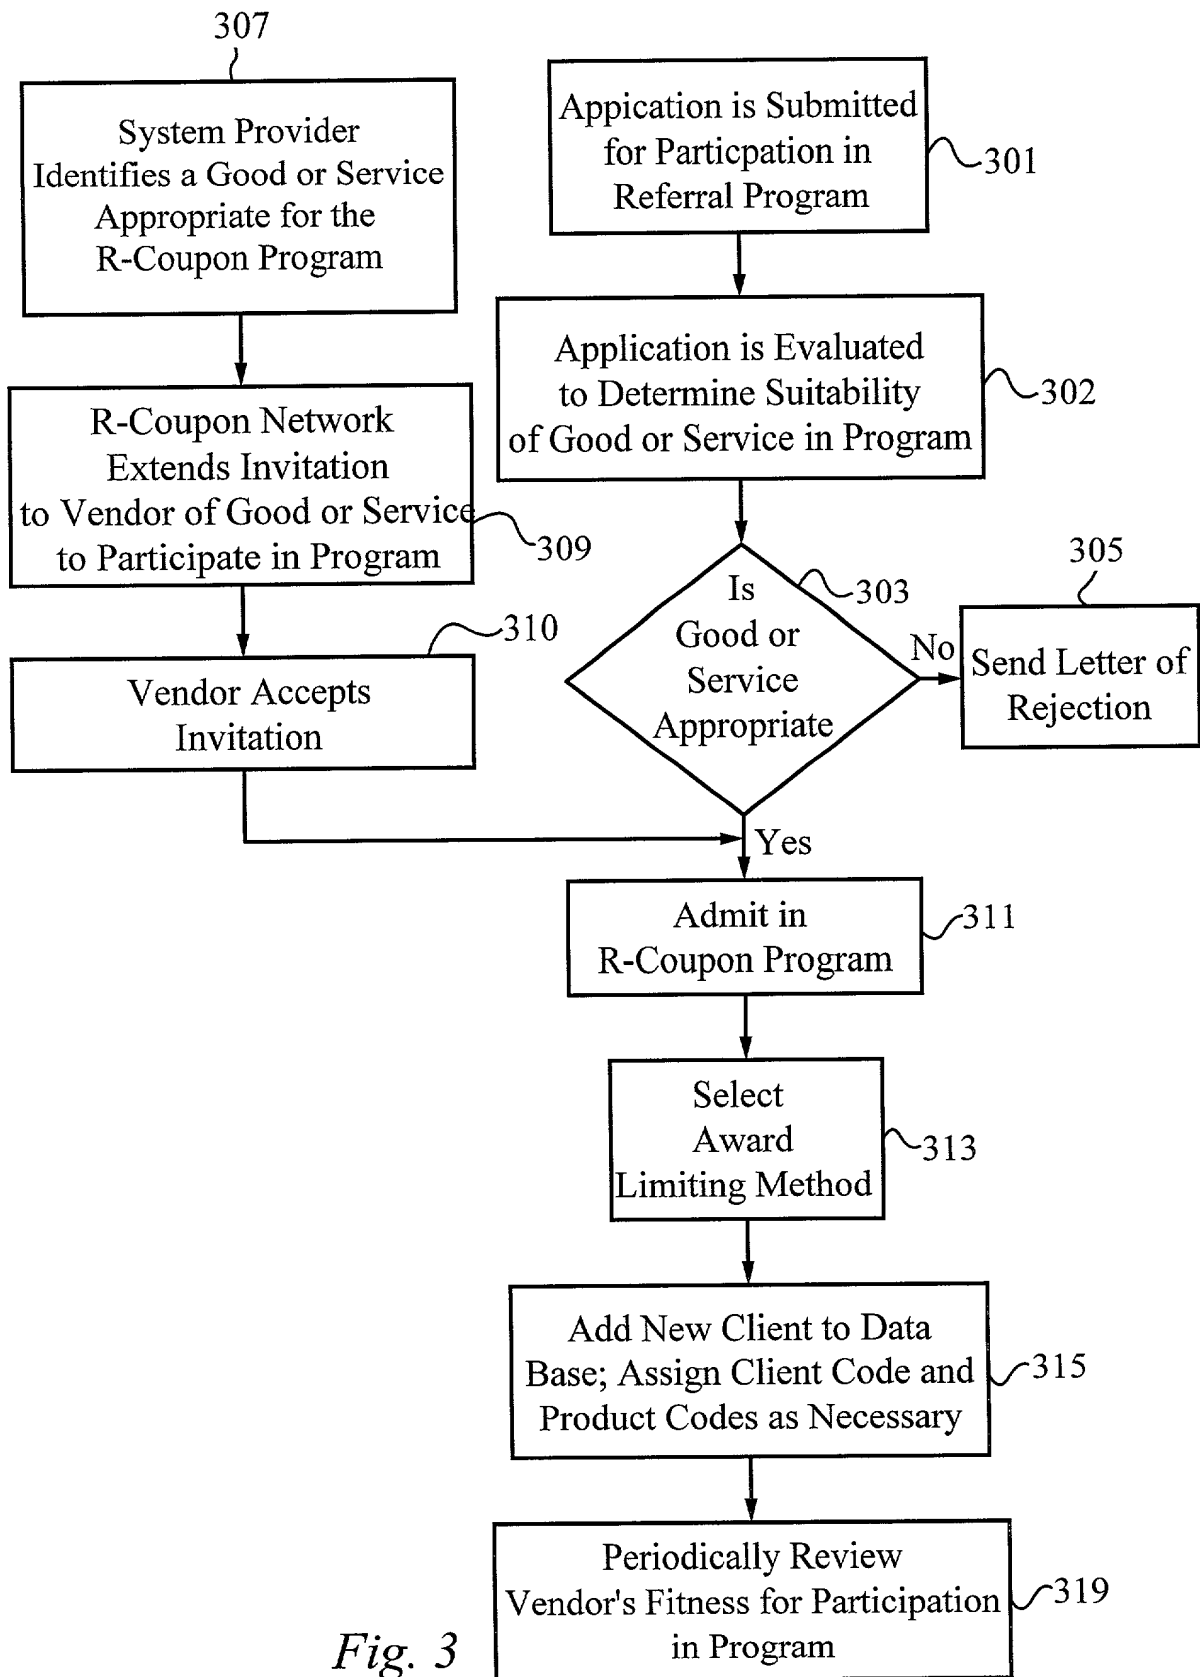 307
System Provider
Identifies a Good or Service
Appropriate for the
R-Coupon Program
R-Coupon Network
Extends Invitation
to Vendor of Good or Service
to Participate in Program
309
310
Vendor Accepts
Invitation
Appication is Submitted
for Particpation in
Referral Program
301
Application is Evaluated
to Determine Suitability
of Good or Service in Program
302
Is
Good or
Service
Appropriate
303
No
305
Send Letter of
Rejection
Yes
Admit in
R-Coupon Program
311
Select
Award
Limiting Method
313
Add New Client to Data
Base; Assign Client Code and
Product Codes as Necessary
315
Periodically Review
Vendor's Fitness for Participation
in Program
319
Fig. 3